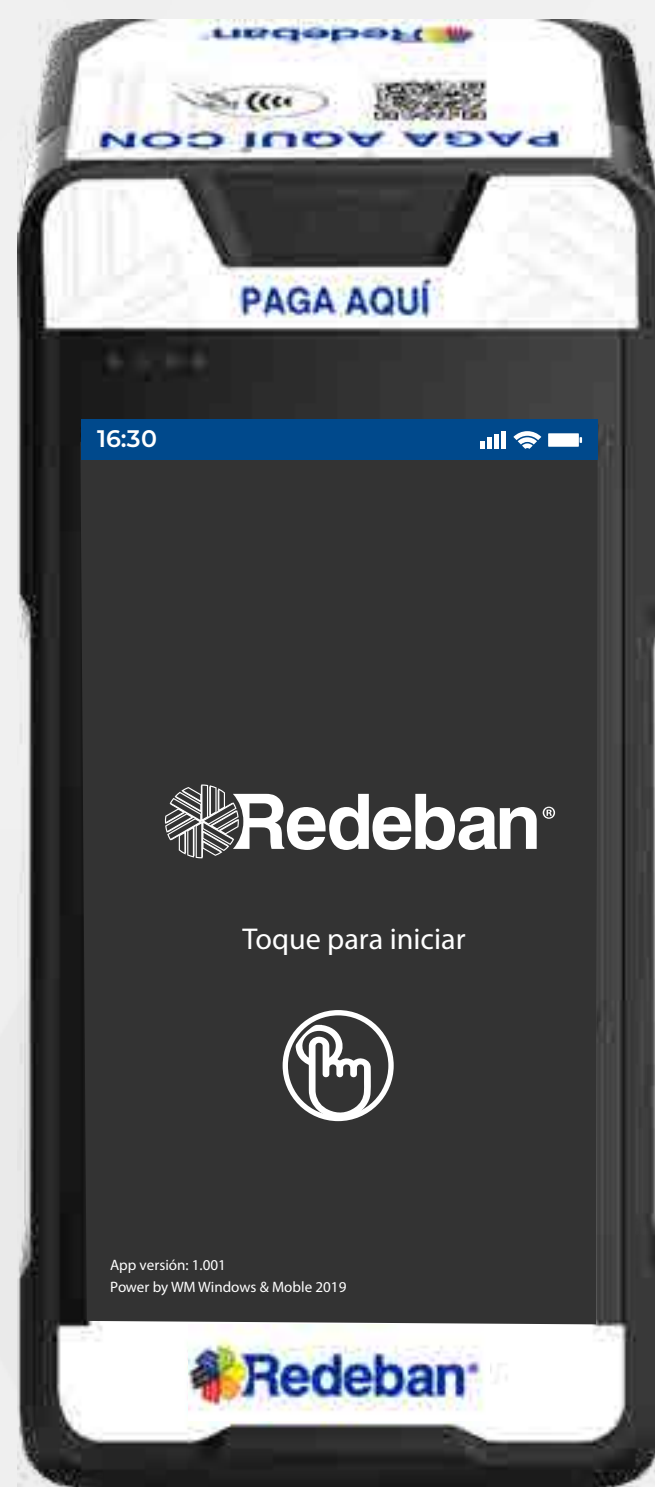 Redeban
PAGA AQUÍ CON
PAGA AQUÍ
16:30
Redeban®
Toque para iniciar
App versión: 1.001
Power by WM Windows & Moble 2019
Redeban